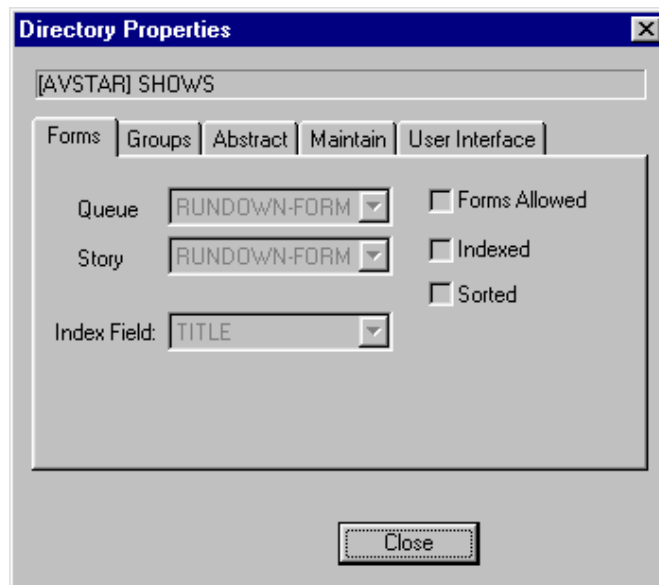 Directory Properties
[AVSTAR] SHOWS
Forms Groups Abstract Maintain User Interface
Queue RUNDOWN-FORM Forms Allowed
Story RUNDOWN-FORM Indexed
Sorted
Index Field: TITLE
Close